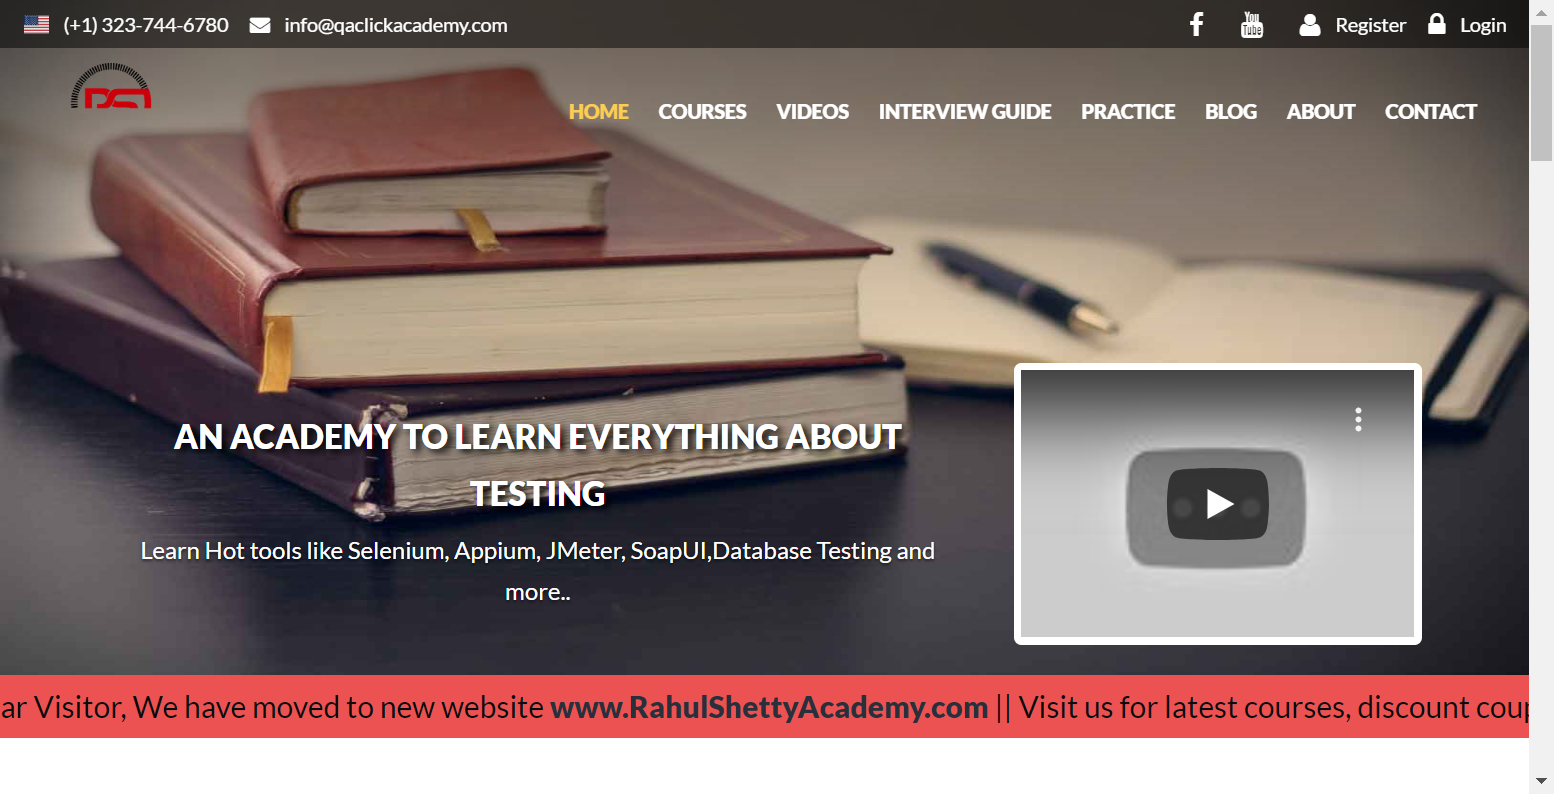 (+1) 323-744-6780 info@qaclickacademy.com You Tube Register Login
HOME COURSES VIDEOS INTERVIEW GUIDE PRACTICE BLOG ABOUT CONTACT
AN ACADEMY TO LEARN EVERYTHING ABOUT
TESTING
Learn Hot tools like Selenium, Appium, JMeter, SoapUI,Database Testing and
more..
ar Visitor, We have moved to new website www.RahulShettyAcademy.com || Visit us for latest courses, discount coup